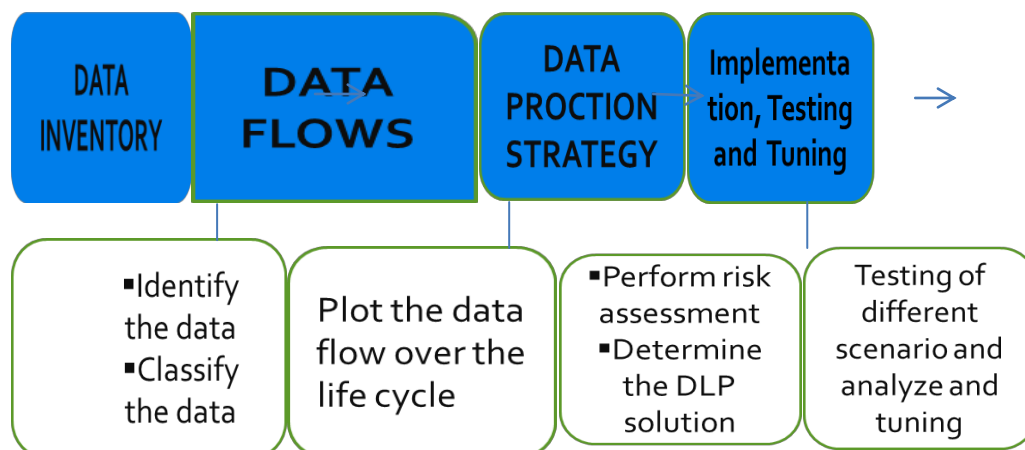 DATA
INVENTORY
DATA
FLOWS
DATA
PROCTION
STRATEGY
Implementa
tion, Testing
and Tuning
▪Identify
the data
▪Classify
the data
Plot the data
flow over the
life cycle
▪Perform risk
assessment
▪Determine
the DLP
solution
Testing of
different
scenario and
analyze and
tuning